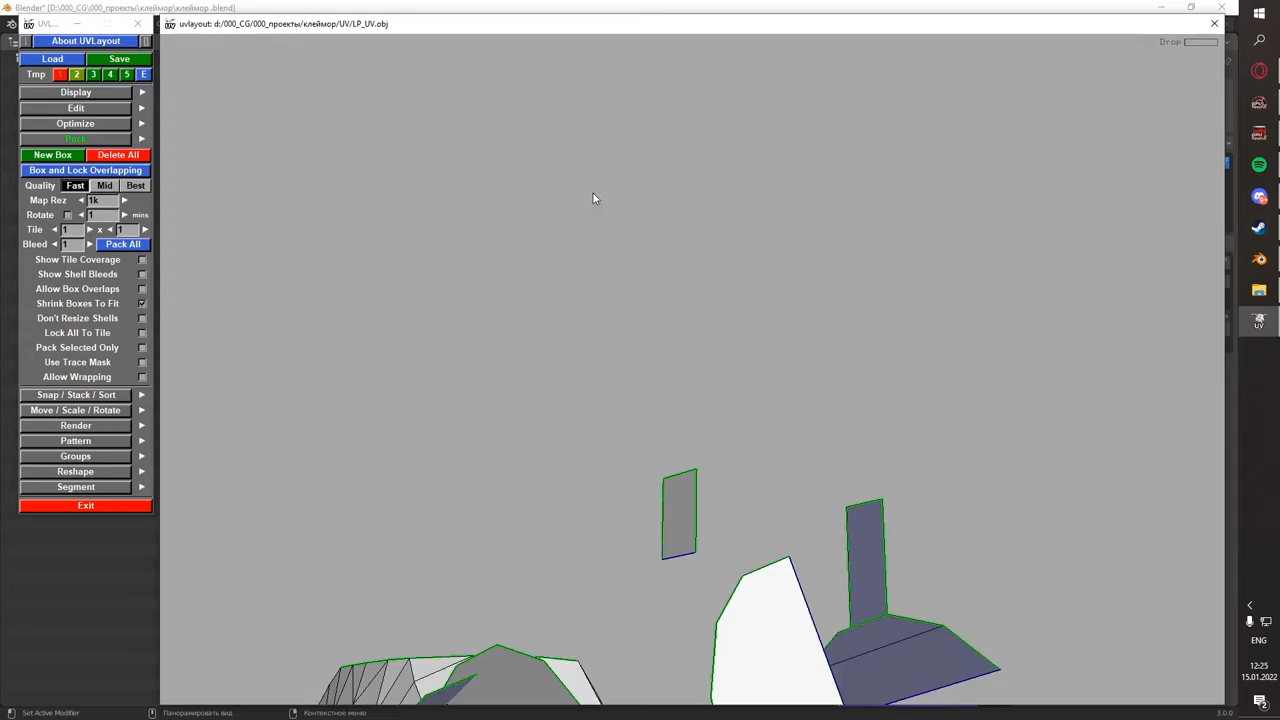 Blender* [D:\000_CG\000_проекты\клеймор\клеймор .blend]
UVL...
uvlayout: d:/000_CG/000_проекты/клеймор/UV/LP_UV.obj
About UVLayout
Drop
Load Save
Tmp 1 2 3 4 5 E
Display
Edit
Optimize
Pack
New Box Delete All
Box and Lock Overlapping
Quality Fast Mid Best
Map Rez 1k
Rotate 1 mins
Tile 1 x 1
Bleed 1 Pack All
Show Tile Coverage
Show Shell Bleeds
Allow Box Overlaps
Shrink Boxes To Fit
Don't Resize Shells
Lock All To Tile
Pack Selected Only
Use Trace Mask
Allow Wrapping
Snap / Stack / Sort
Move / Scale / Rotate
Render
Pattern
Groups
Reshape
Segment
Exit
UV
ENG
12:25
15.01.2022
Set Active Modifier Панорамировать вид Контекстное меню 3.0.0
2